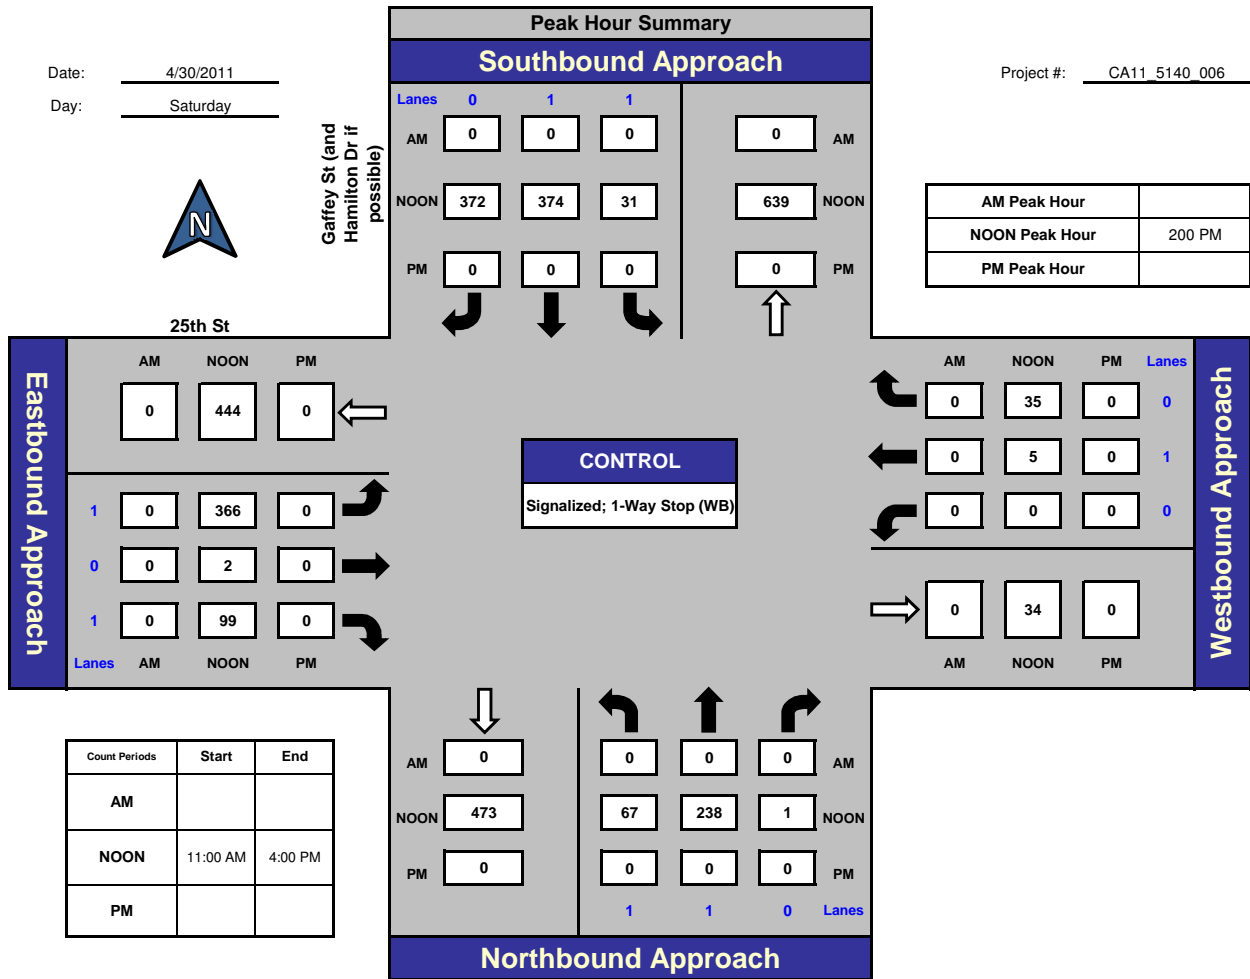 Peak Hour Summary
Southbound Approach
Date: 4/30/2011
Day: Saturday
Project #: CA11_5140_006
N
Gaffey St (and
Hamilton Dr if
possible)
25th St
Lanes 0 1 1
AM 0 0 0 0 AM
NOON 372 374 31 639 NOON
PM 0 0 0 0 PM
AM Peak Hour
NOON Peak Hour 200 PM
PM Peak Hour
Eastbound Approach
AM NOON PM
0 444 0
1 0 366 0
0 0 2 0
1 0 99 0
Lanes AM NOON PM
CONTROL
Signalized; 1-Way Stop (WB)
AM NOON PM Lanes
0 35 0 0
0 5 0 1
0 0 0 0
0 34 0
AM NOON PM
Westbound Approach
Count Periods Start End
AM
NOON 11:00 AM 4:00 PM
PM
AM 0 0 0 0 AM
NOON 473 67 238 1 NOON
PM 0 0 0 0 PM
1 1 0 Lanes
Northbound Approach